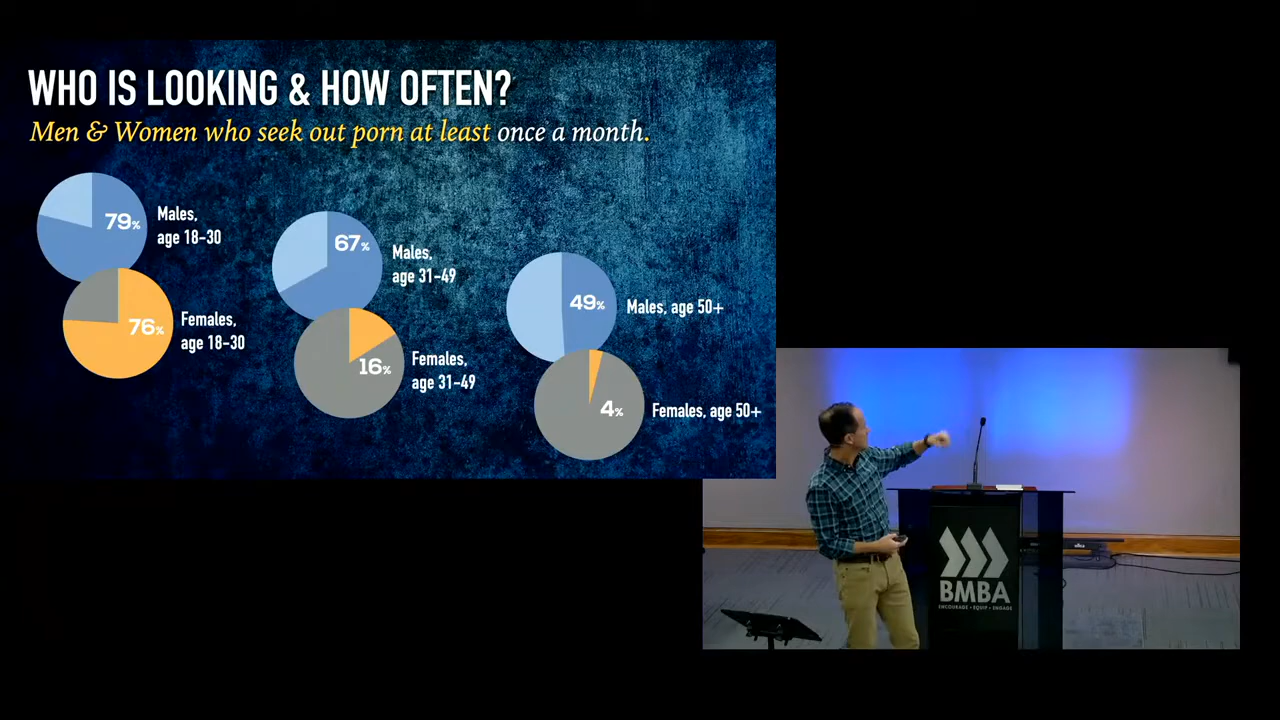 WHO IS LOOKING & HOW OFTEN?
Men & Women who seek out porn at least once a month.
79%
Males,
age 18-30
76%
Females,
age 18-30
67%
Males,
age 31-49
16%
Females,
age 31-49
49%
Males, age 50+
4%
Females, age 50+
BMBA
ENCOURAGE • EQUIP • ENGAGE